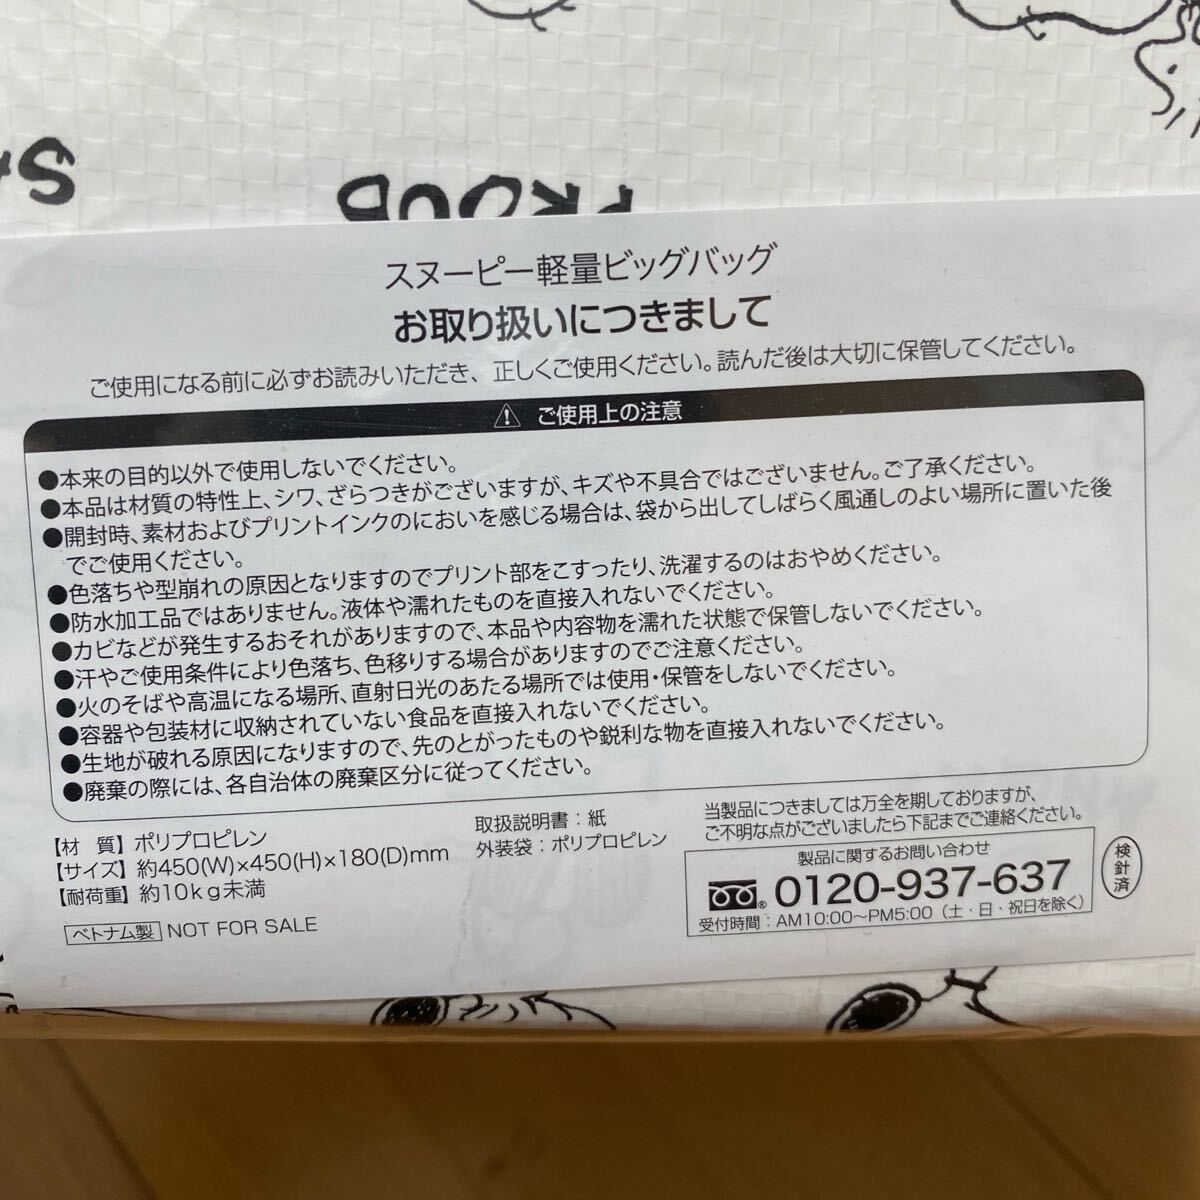 SA
PROUD
スヌーピー軽量ビッグバッグ
お取り扱いにつきまして
ご使用になる前に必ずお読みいただき、正しくご使用ください。読んだ後は大切に保管してください。
⚠ ご使用上の注意
●本来の目的以外で使用しないでください。
●本品は材質の特性上、シワ、ざらつきがございますが、キズや不具合ではございません。ご了承ください。
●開封時、素材およびプリントインクのにおいを感じる場合は、袋から出してしばらく風通しのよい場所に置いた後
でご使用ください。
●色落ちや型崩れの原因となりますのでプリント部をこすったり、洗濯するのはおやめください。
●防水加工品ではありません。液体や濡れたものを直接入れないでください。
●カビなどが発生するおそれがありますので、本品や内容物を濡れた状態で保管しないでください。
●汗やご使用条件により色落ち、色移りする場合がありますのでご注意ください。
●火のそばや高温になる場所、直射日光のあたる場所では使用・保管をしないでください。
●容器や包装材に収納されていない食品を直接入れないでください。
●生地が破れる原因になりますので、先のとがったものや鋭利な物を直接入れないでください。
●廃棄の際には、各自治体の廃棄区分に従ってください。
【材 質】ポリプロピレン
【サイズ】約450(W)×450(H)×180(D)mm
【耐荷重】約10kg未満
ベトナム製 NOT FOR SALE
取扱説明書：紙
外装袋：ポリプロピレン
当製品につきましては万全を期しておりますが、
ご不明な点がございましたら下記までご連絡ください。
製品に関するお問い合わせ
® 0120-937-637
受付時間：AM10:00〜PM5:00（土・日・祝日を除く）
検針済